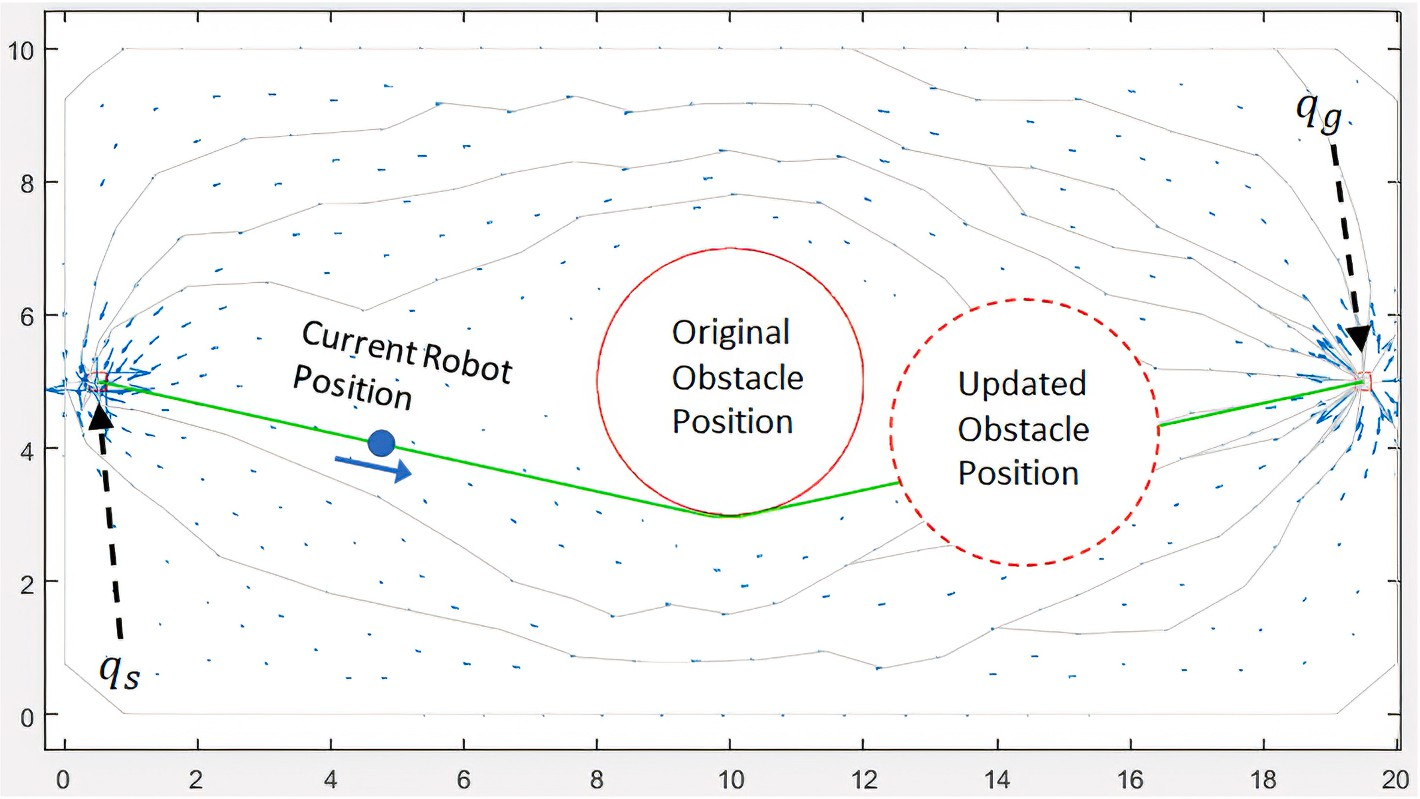 10
8
6
4
2
0
q_g
Current Robot
Position
Original
Obstacle
Position
Updated
Obstacle
Position
q_s
0 2 4 6 8 10 12 14 16 18 20